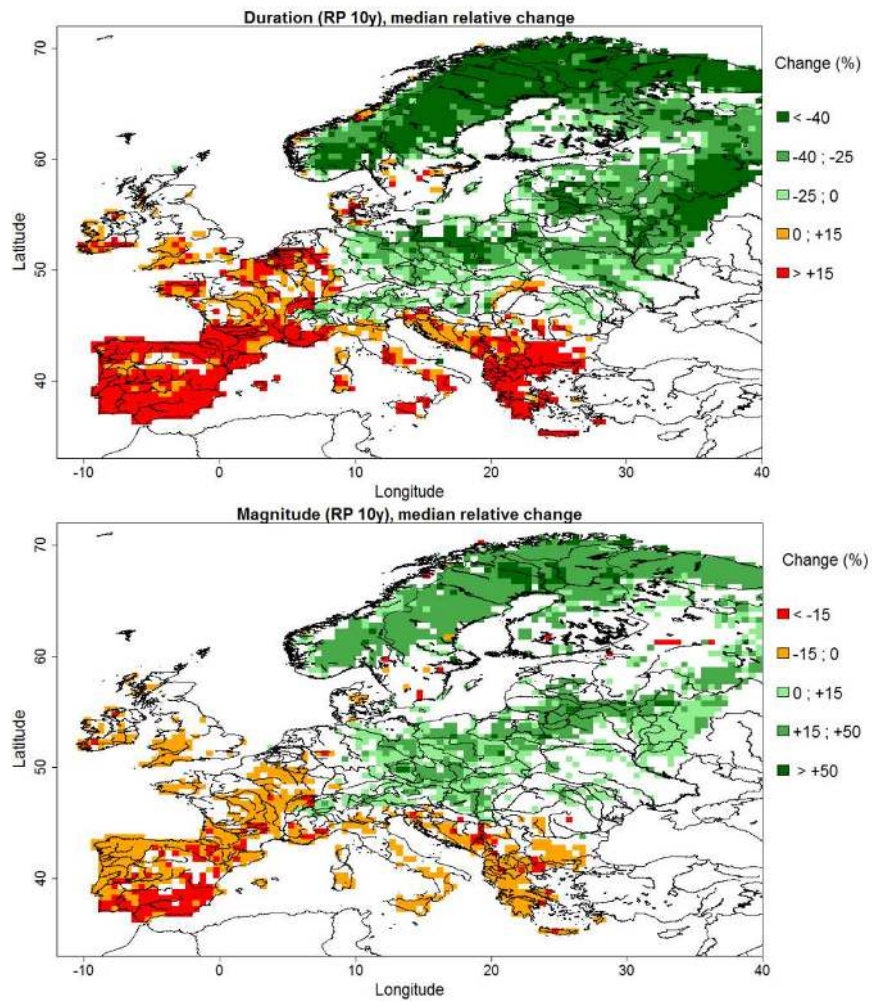 Duration (RP 10y), median relative change
Change (%)
< -40
-40 ; -25
-25 ; 0
0 ; +15
> +15
Latitude
70
60
50
40
-10 0 10 20 30 40
Longitude
Magnitude (RP 10y), median relative change
Change (%)
< -15
-15 ; 0
0 ; +15
+15 ; +50
> +50
Latitude
70
60
50
40
-10 0 10 20 30 40
Longitude